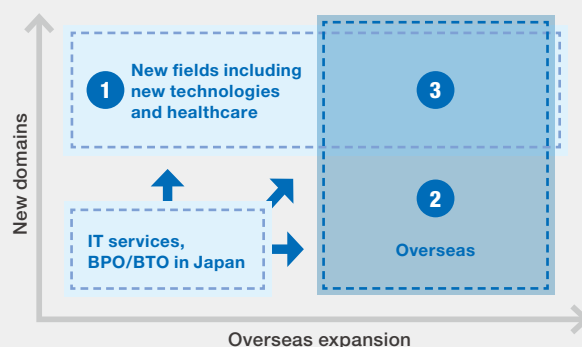 1
New fields including
new technologies
and healthcare
3
2
IT services,
BPO/BTO in Japan
Overseas
New domains
Overseas expansion